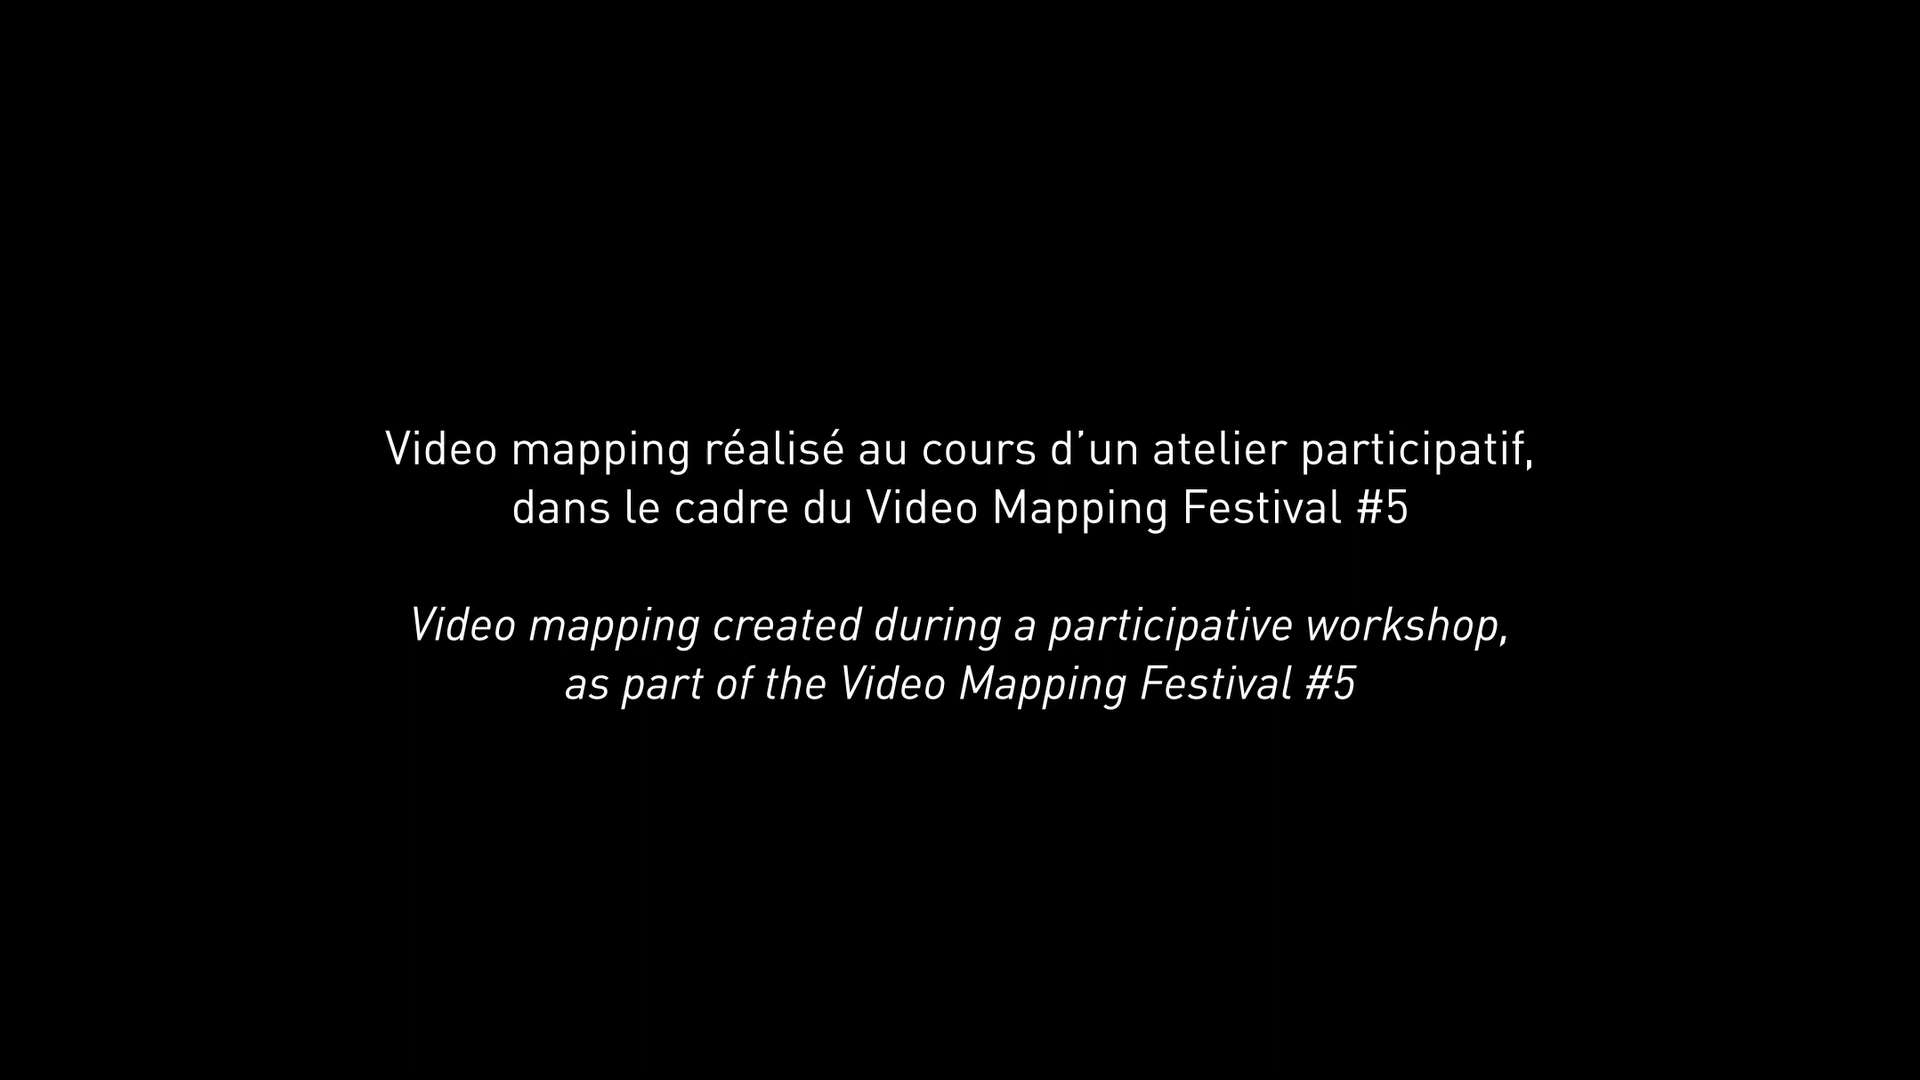 Video mapping réalisé au cours d’un atelier participatif,
dans le cadre du Video Mapping Festival #5
Video mapping created during a participative workshop,
as part of the Video Mapping Festival #5